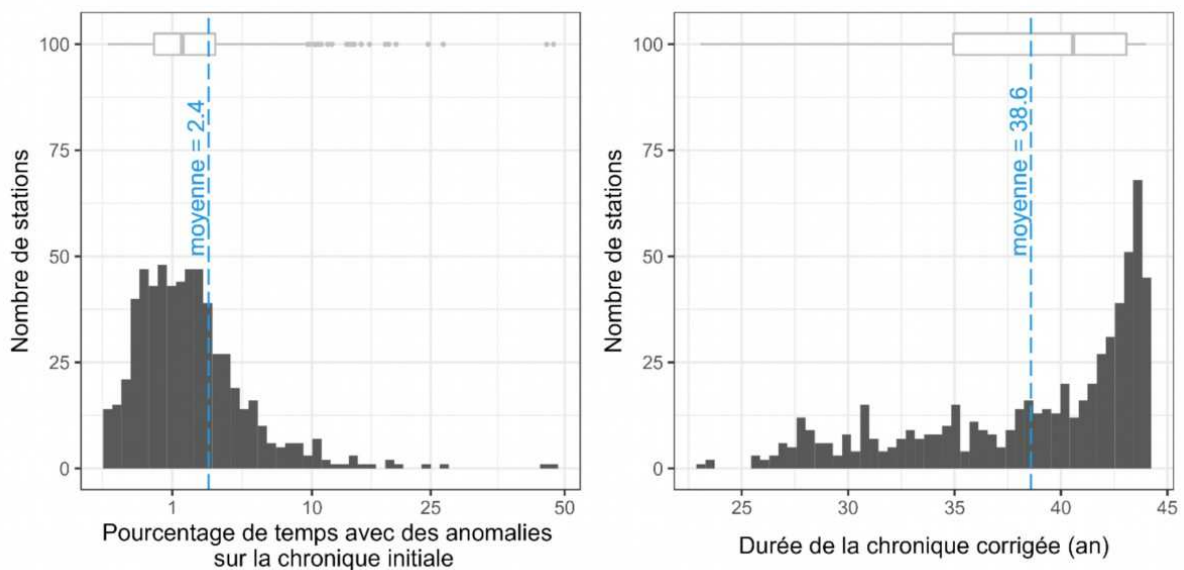 100
75
50
25
0
Nombre de stations
moyenne = 2.4
1
10
25
50
Pourcentage de temps avec des anomalies
sur la chronique initiale
100
75
50
25
0
Nombre de stations
moyenne = 38.6
25
30
35
40
45
Durée de la chronique corrigée (an)